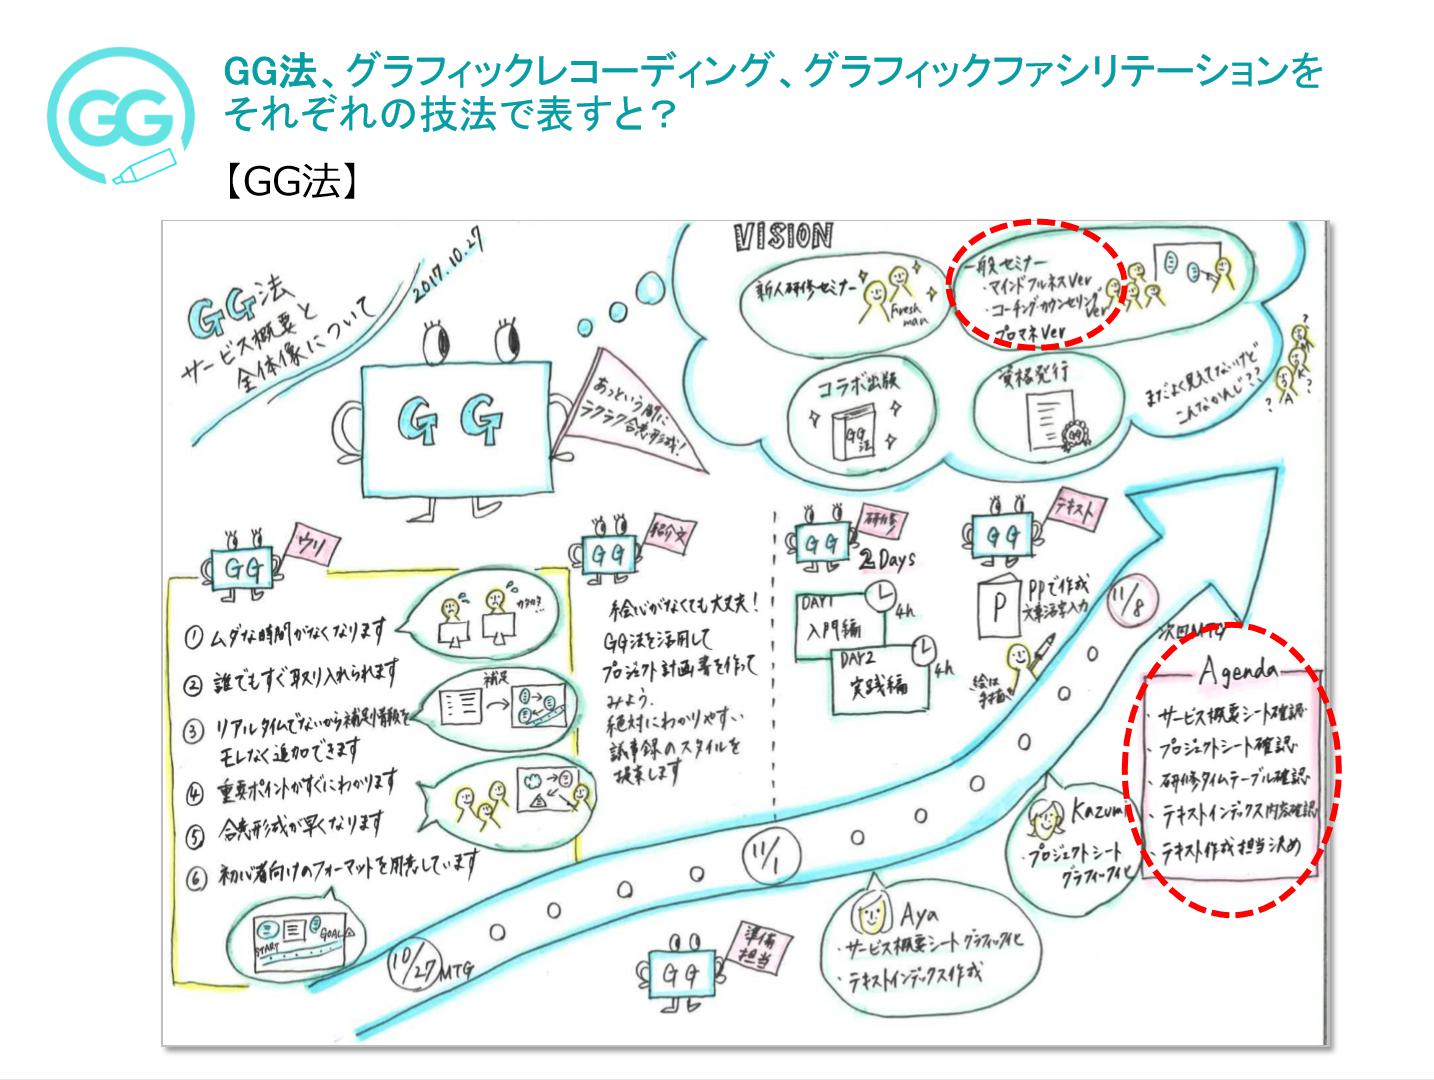 GG
GG法、グラフィックレコーディング、グラフィックファシリテーションを
それぞれの技法で表すと？
【GG法】
GG法
サービス概要と
全体像について
2017.10.27
GG
あっという間に
ラクラク合意形成！
VISION
新人研修セミナー
Fresh
man
一般セミナー
・マインドフルネスVer
・コーチング・カウンセリング
Ver
・プロマネVer
コラボ出版
GG
法
資格発行
GG
まだよく見えてないけど
こんなかんじ？？
?
?
?
?
A
K
ウリ
GG
① ムダな時間がなくなります
② 誰でもすぐ取り入れられます
③ リアルタイムでないから補足情報を
モレなく追加できます
④ 重要ポイントがすぐにわかります
⑤ 合意形成が早くなります
⑥ 初心者向けのフォーマットを用意しています
カタカタ
補足
START
GOAL
紹介文
GG
絵心がなくても大丈夫！
GG法を活用して
プロジェクト計画書を作って
みよう.
絶対にわかりやすい
議事録のスタイルを
提案します
研修
GG
2Days
DAY1
入門編
4h
DAY2
実践編
4h
テキスト
GG
P
PPで作成
文章活字入力
絵は
手描き
10/27 MTG
11/1
11/8
次回MTG
Agenda
・サービス概要シート確認
・プロジェクトシート確認
・研修タイムテーブル確認
・テキストインデックス内容確認
・テキスト作成担当決め
Kazumi
・プロジェクトシート
グラフィック化
準備
担当
GG
Aya
・サービス概要シートグラフィック化
・テキストインデックス作成